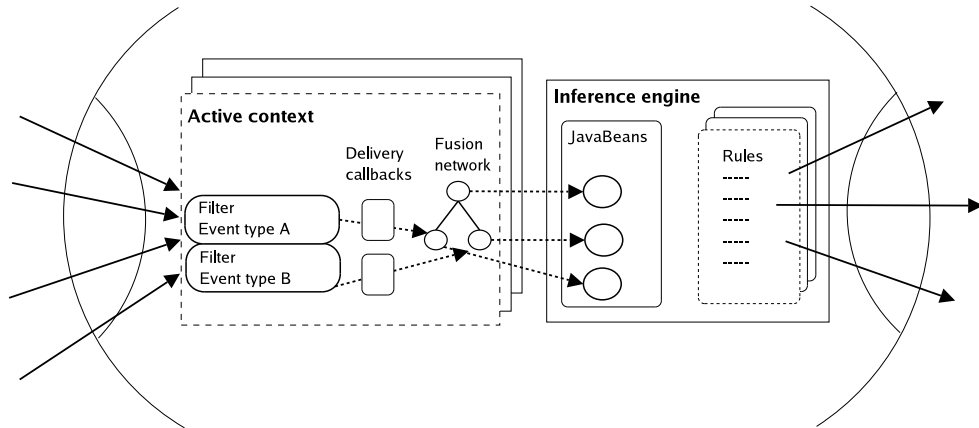 Active context
Delivery
callbacks
Fusion
network
Filter
Event type A
Filter
Event type B
Inference engine
JavaBeans
Rules